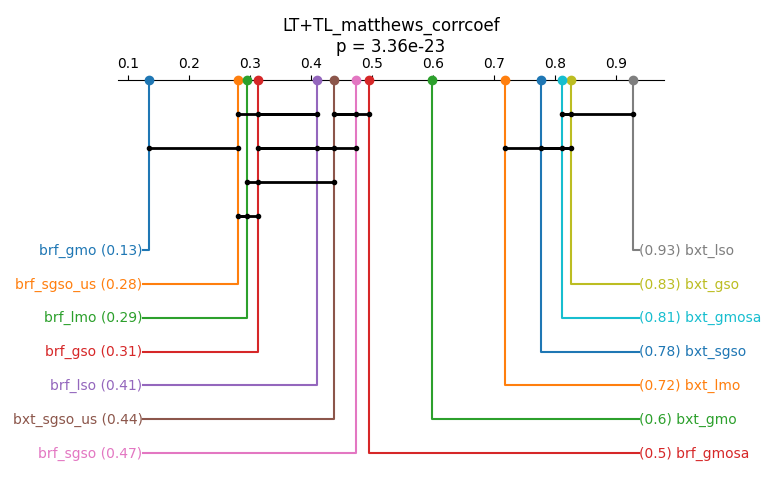 LT+TL_matthews_corrcoef
p = 3.36e-23
0.1 0.2 0.3 0.4 0.5 0.6 0.7 0.8 0.9
brf_gmo (0.13) (0.93) bxt_lso
brf_sgso_us (0.28) (0.83) bxt_gso
brf_lmo (0.29) (0.81) bxt_gmosa
brf_gso (0.31) (0.78) bxt_sgso
brf_lso (0.41) (0.72) bxt_lmo
bxt_sgso_us (0.44) (0.6) bxt_gmo
brf_sgso (0.47) (0.5) brf_gmosa